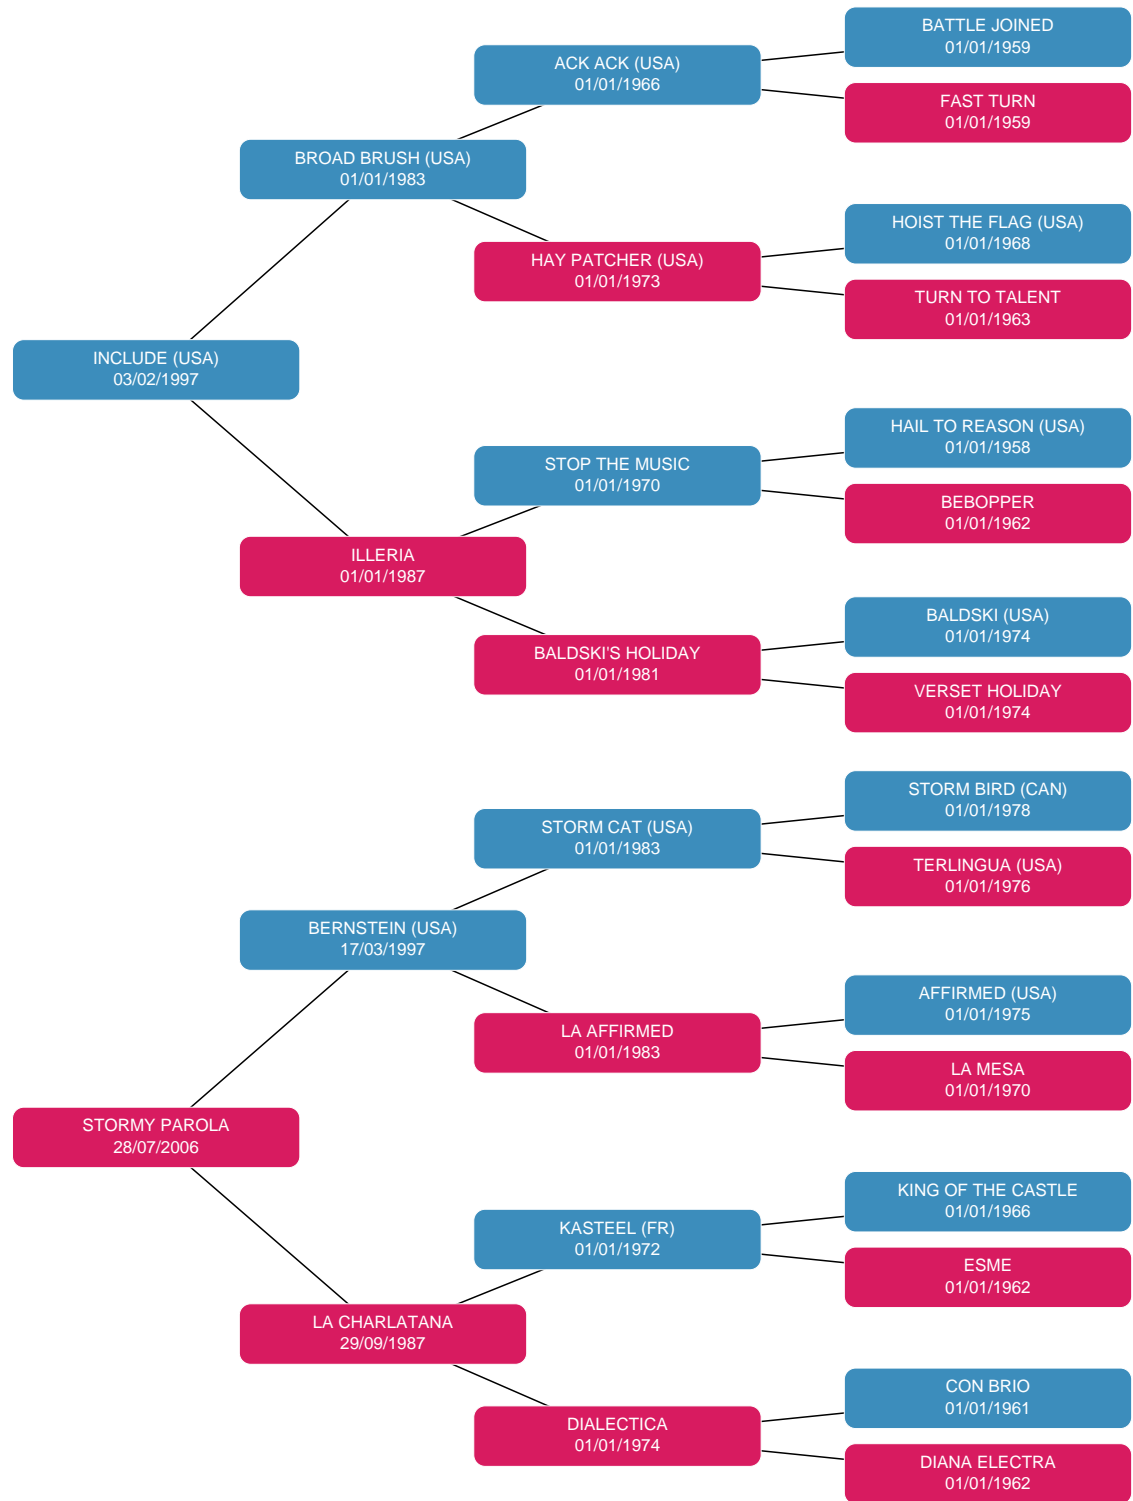 BATTLE JOINED
01/01/1959
ACK ACK (USA)
01/01/1966
FAST TURN
01/01/1959
BROAD BRUSH (USA)
01/01/1983
HOIST THE FLAG (USA)
01/01/1968
HAY PATCHER (USA)
01/01/1973
TURN TO TALENT
01/01/1963
INCLUDE (USA)
03/02/1997
HAIL TO REASON (USA)
01/01/1958
STOP THE MUSIC
01/01/1970
BEBOPPER
01/01/1962
ILLERIA
01/01/1987
BALDSKI (USA)
01/01/1974
BALDSKI'S HOLIDAY
01/01/1981
VERSET HOLIDAY
01/01/1974
STORM BIRD (CAN)
01/01/1978
STORM CAT (USA)
01/01/1983
TERLINGUA (USA)
01/01/1976
BERNSTEIN (USA)
17/03/1997
AFFIRMED (USA)
01/01/1975
LA AFFIRMED
01/01/1983
LA MESA
01/01/1970
STORMY PAROLA
28/07/2006
KING OF THE CASTLE
01/01/1966
KASTEEL (FR)
01/01/1972
ESME
01/01/1962
LA CHARLATANA
29/09/1987
CON BRIO
01/01/1961
DIALECTICA
01/01/1974
DIANA ELECTRA
01/01/1962